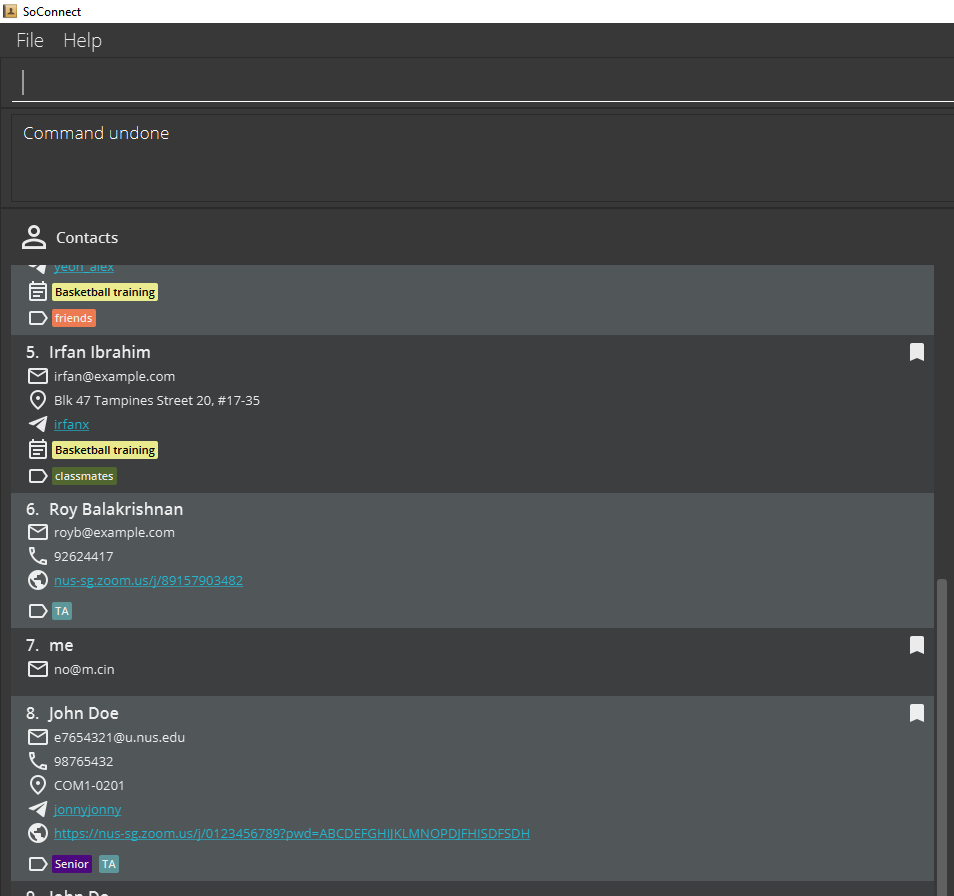 SoConnect
File Help
Command undone
Contacts
yeoh_alex
Basketball training
friends
5. Irfan Ibrahim
irfan@example.com
Blk 47 Tampines Street 20, #17-35
irfanx
Basketball training
classmates
6. Roy Balakrishnan
royb@example.com
92624417
nus-sg.zoom.us/j/89157903482
TA
7. me
no@m.cin
8. John Doe
e7654321@u.nus.edu
98765432
COM1-0201
jonnyjonny
https://nus-sg.zoom.us/j/0123456789?pwd=ABCDEFGHIJKLMNOPDJFHISDFSDH
Senior TA